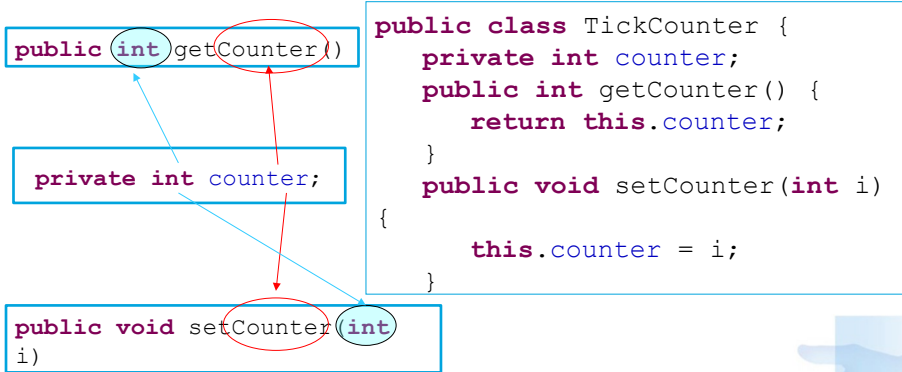 public int getCounter()
private int counter;
public void setCounter(int
i)
public class TickCounter {
private int counter;
public int getCounter() {
return this.counter;
}
public void setCounter(int i)
{
this.counter = i;
}